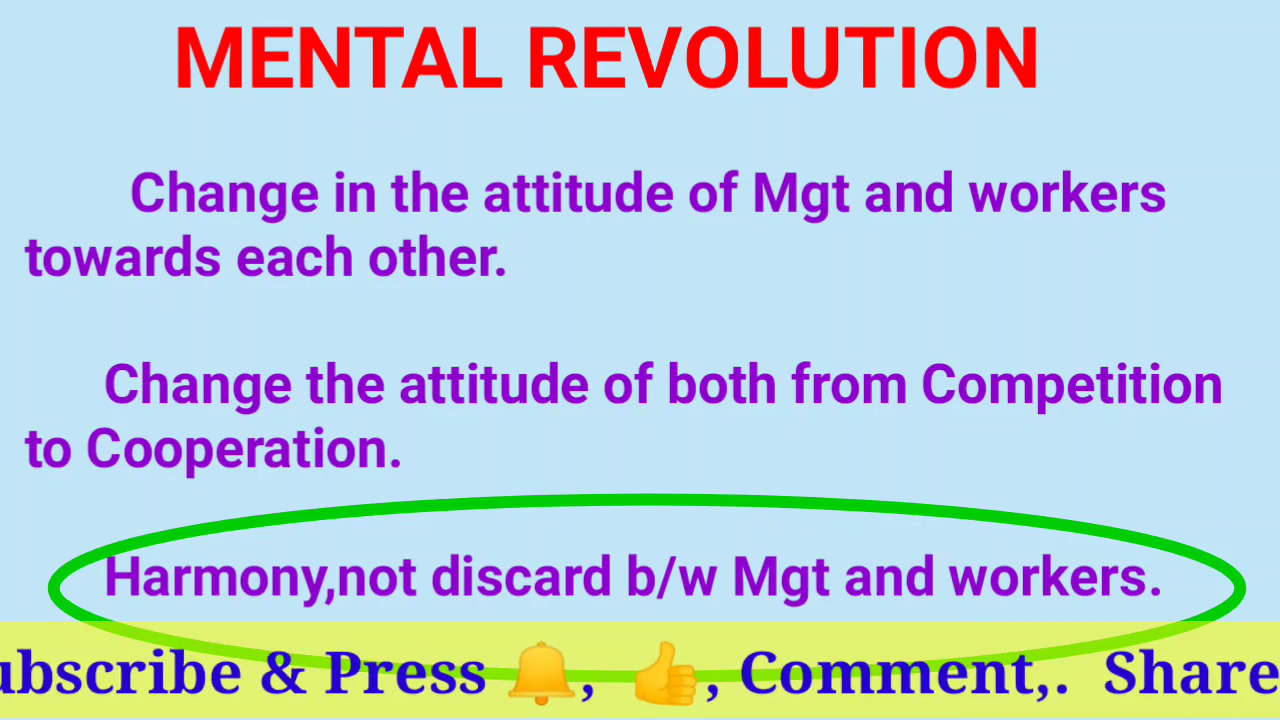 MENTAL REVOLUTION
Change in the attitude of Mgt and workers
towards each other.
Change the attitude of both from Competition
to Cooperation.
Harmony,not discard b/w Mgt and workers.
ubscribe & Press 🔔, 👍, Comment,. Share